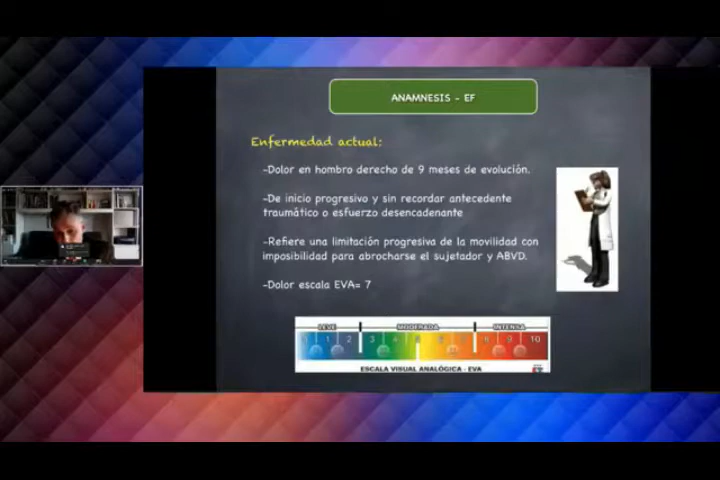 ANAMNESIS - EF
Enfermedad actual:
-Dolor en hombro derecho de 9 meses de evolución.
-De inicio progresivo y sin recordar antecedente
traumático o esfuerzo desencadenante
-Refiere una limitación progresiva de la movilidad con
imposibilidad para abrocharse el sujetador y ABVD.
-Dolor escala EVA= 7
LEVE MODERADA INTENSA
1 2 3 4 5 6 7 8 9 10
ESCALA VISUAL ANALÓGICA - EVA